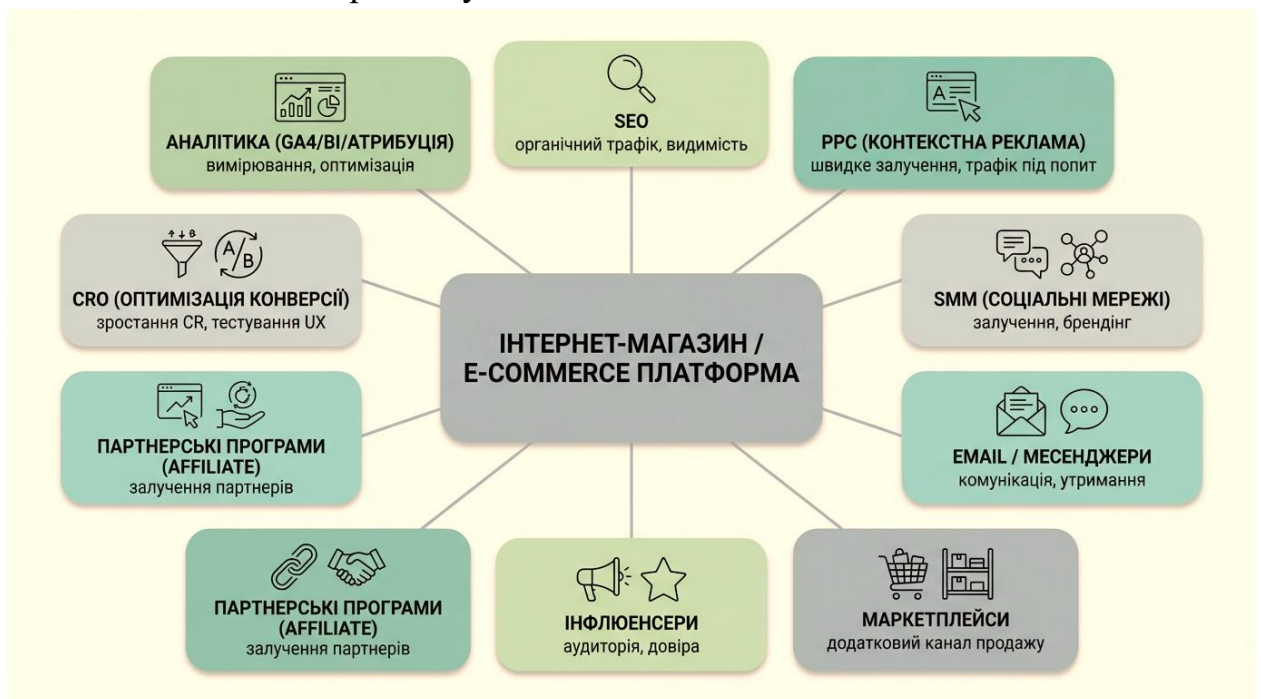 АНАЛІТИКА (GA4/BI/АТРИБУЦІЯ)
вимірювання, оптимізація
SEO
органічний трафік, видимість
A
PPC (КОНТЕКСТНА РЕКЛАМА)
швидке залучення, трафік під попит
A/B
CRO (ОПТИМІЗАЦІЯ КОНВЕРСІЇ)
зростання CR, тестування UX
SMM (СОЦІАЛЬНІ МЕРЕЖІ)
залучення, брендінг
ІНТЕРНЕТ-МАГАЗИН /
E-COMMERCE ПЛАТФОРМА
ПАРТНЕРСЬКІ ПРОГРАМИ
(AFFILIATE)
залучення партнерів
EMAIL / МЕСЕНДЖЕРИ
комунікація, утримання
ПАРТНЕРСЬКІ ПРОГРАМИ
(AFFILIATE)
залучення партнерів
ІНФЛЮЕНСЕРИ
аудиторія, довіра
МАРКЕТПЛЕЙСИ
додатковий канал продажу